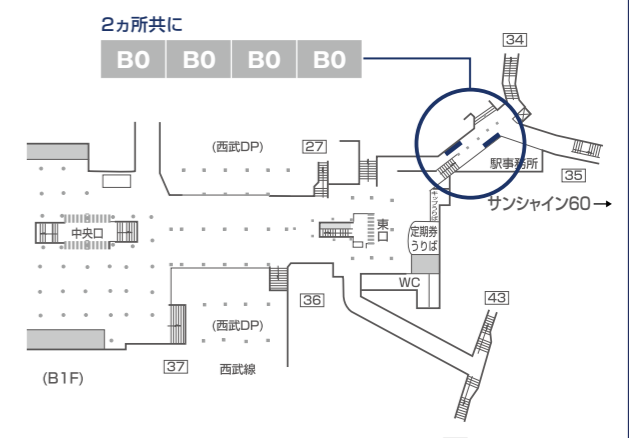 2ヵ所共に
B0 B0 B0 B0
34
(西武DP)
27
駅事務所
35
サンシャイン60→
中央口
東口
定期券
うりば
WC
36
43
(西武DP)
37
西武線
(B1F)